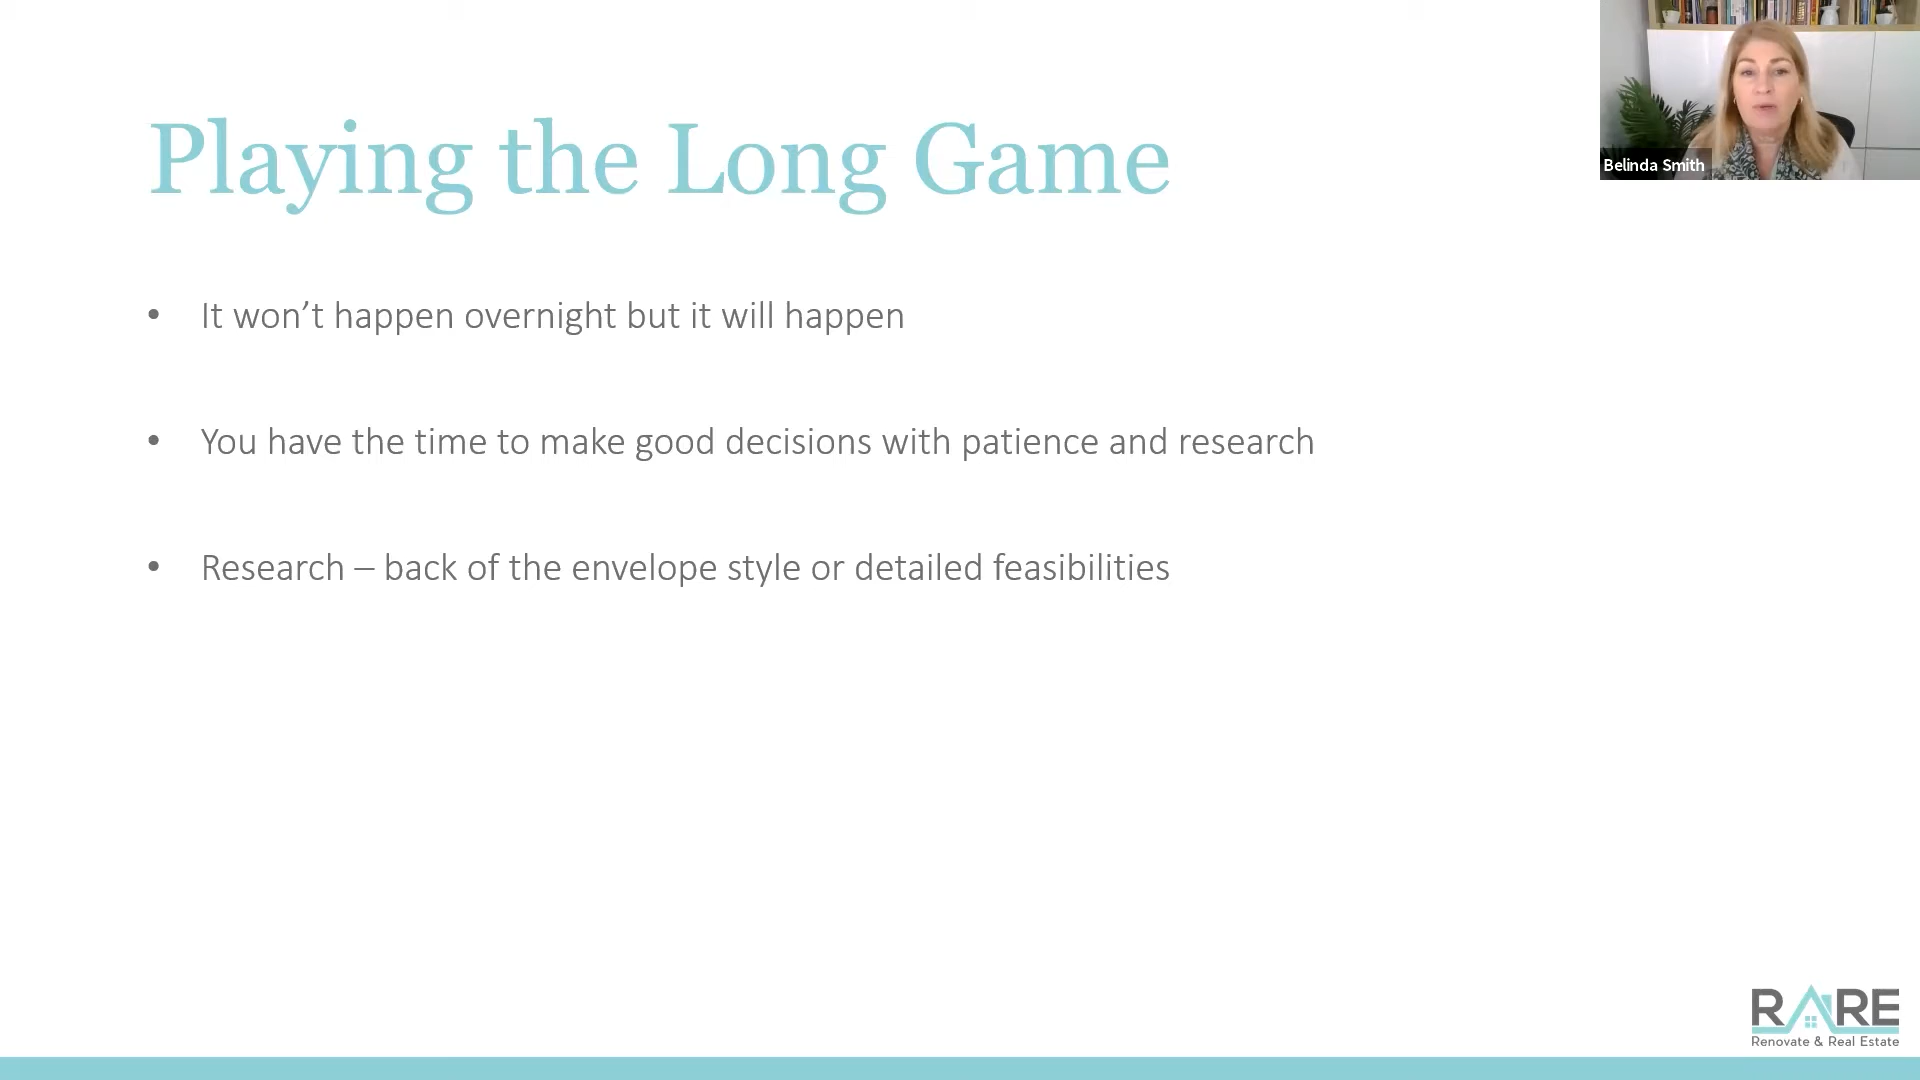 Playing the Long Game
Belinda Smith
• It won’t happen overnight but it will happen
• You have the time to make good decisions with patience and research
• Research – back of the envelope style or detailed feasibilities
RARE
Renovate & Real Estate